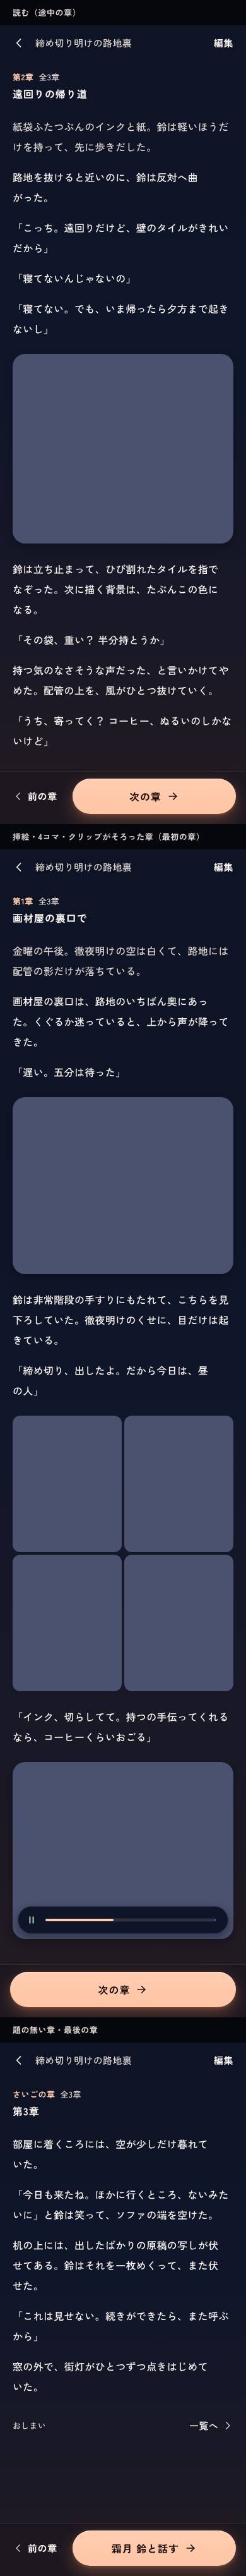 読む（途中の章）
締め切り明けの路地裏
編集
第2章 全3章
遠回りの帰り道
紙袋ふたつぶんのインクと紙。鈴は軽いほうだ
けを持って、先に歩きだした。
路地を抜けると近いのに、鈴は反対へ曲
がった。
「こっち。遠回りだけど、壁のタイルがきれい
だから」
「寝てないんじゃないの」
「寝てない。でも、いま帰ったら夕方まで起き
ないし」
鈴は立ち止まって、ひび割れたタイルを指で
なぞった。次に描く背景は、たぶんこの色に
なる。
「その袋、重い？ 半分持とうか」
持つ気のなさそうな声だった、と言いかけてや
めた。配管の上を、風がひとつ抜けていく。
「うち、寄ってく？ コーヒー、ぬるいのしかな
いけど」
前の章
次の章
挿絵・4コマ・クリップがそろった章（最初の章）
締め切り明けの路地裏
編集
第1章 全3章
画材屋の裏口で
金曜の午後。徹夜明けの空は白くて、路地には
配管の影だけが落ちている。
画材屋の裏口は、路地のいちばん奥にあっ
た。くぐるか迷っていると、上から声が降って
きた。
「遅い。五分は待った」
鈴は非常階段の手すりにもたれて、こちらを見
下ろしていた。徹夜明けのくせに、目だけは起
きている。
「締め切り、出したよ。だから今日は、昼
の人」
「インク、切らしてて。持つの手伝ってくれる
なら、コーヒーくらいおごる」
次の章
題の無い章・最後の章
締め切り明けの路地裏
編集
さいごの章 全3章
第3章
部屋に着くころには、空が少しだけ暮れて
いた。
「今日も来たね。ほかに行くところ、ないみた
いに」と鈴は笑って、ソファの端を空けた。
机の上には、出したばかりの原稿の写しが伏
せてある。鈴はそれを一枚めくって、また伏
せた。
「これは見せない。続きができたら、また呼ぶ
から」
窓の外で、街灯がひとつずつ点きはじめて
いた。
おしまい
一覧へ
前の章
霜月 鈴と話す